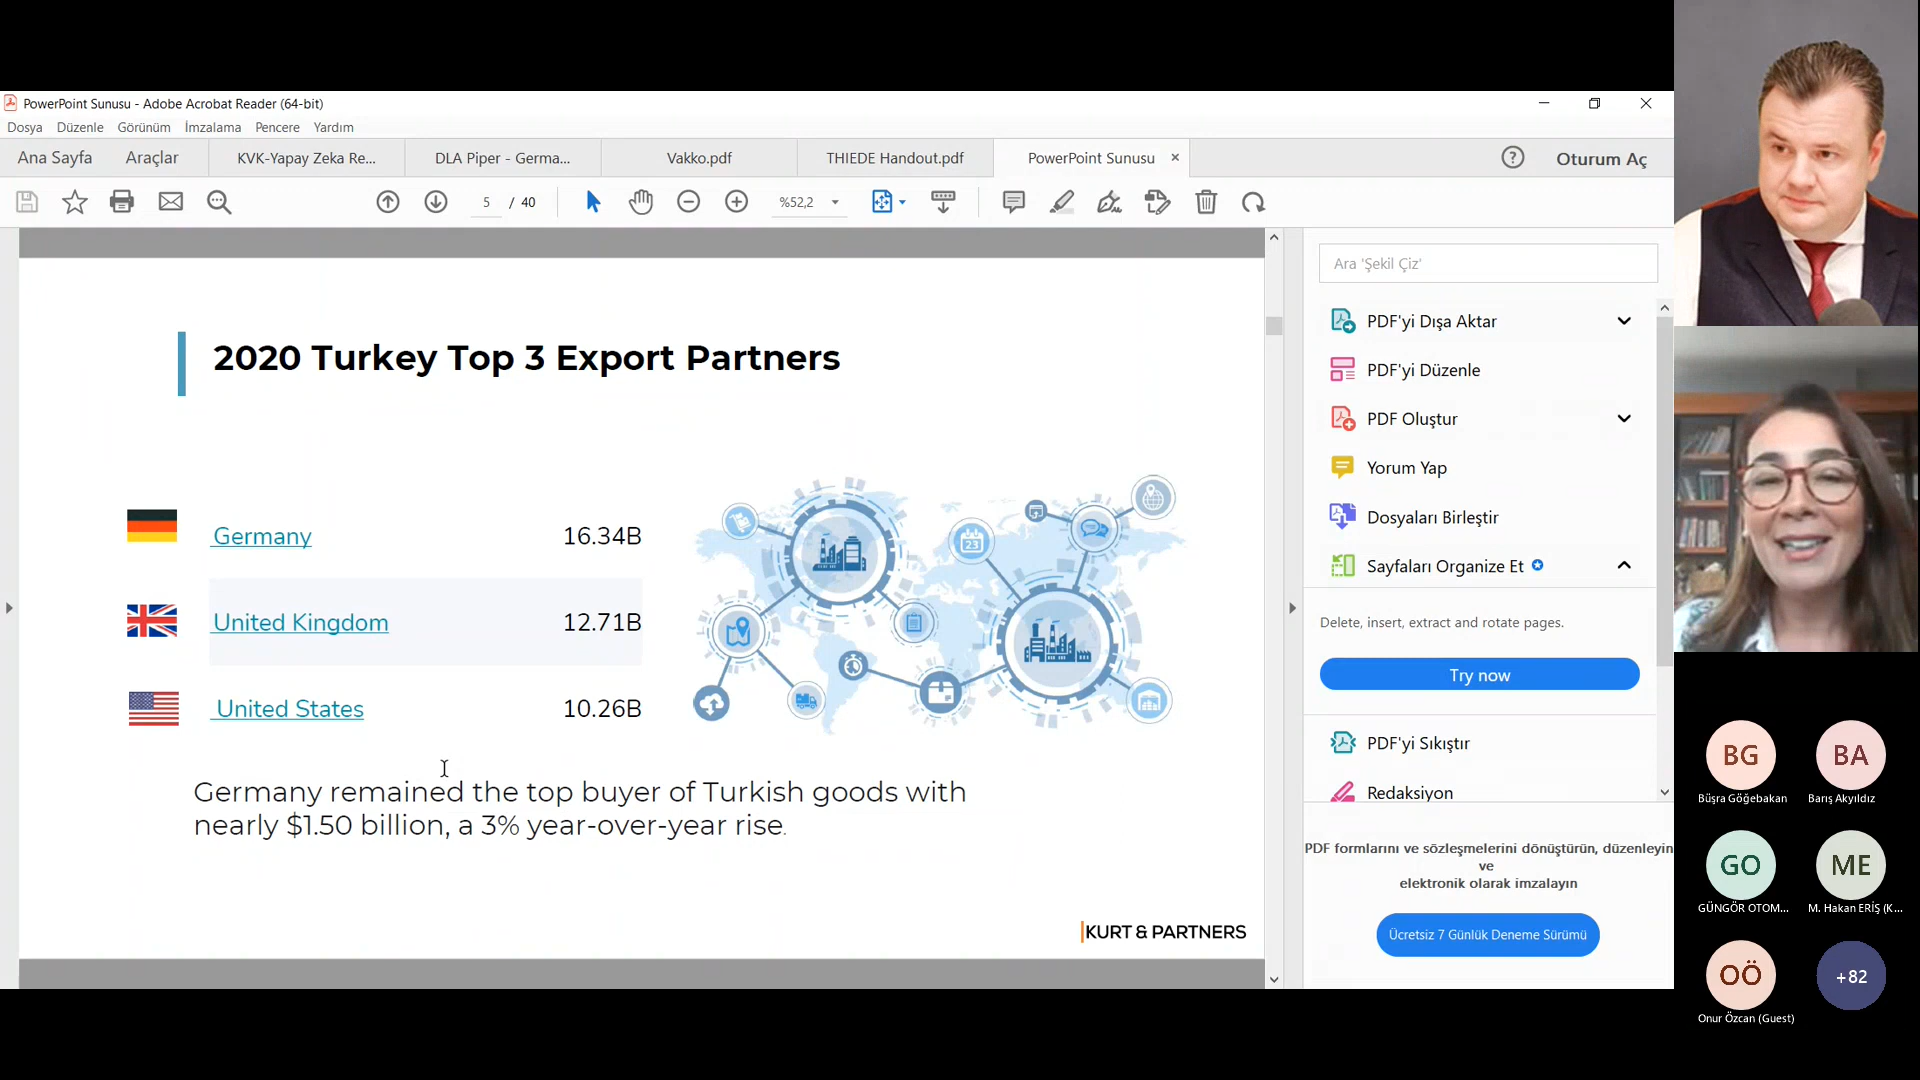 PowerPoint Sunusu - Adobe Acrobat Reader (64-bit)
Dosya Düzenle Görünüm İmzalama Pencere Yardım
Ana Sayfa Araçlar KVK-Yapay Zeka Re... DLA Piper - Germa... Vakko.pdf THIEDE Handout.pdf PowerPoint Sunusu Oturum Aç
5 / 40 %52,2
2020 Turkey Top 3 Export Partners
Germany 16.34B
United Kingdom 12.71B
United States 10.26B
23
Germany remained the top buyer of Turkish goods with
nearly $1.50 billion, a 3% year-over-year rise.
KURT & PARTNERS
Ara 'Şekil Çiz'
PDF'yi Dışa Aktar
PDF'yi Düzenle
PDF Oluştur
Yorum Yap
Dosyaları Birleştir
Sayfaları Organize Et
Delete, insert, extract and rotate pages.
Try now
PDF'yi Sıkıştır
Redaksiyon
PDF formlarını ve sözleşmelerini dönüştürün, düzenleyin
ve
elektronik olarak imzalayın
Ücretsiz 7 Günlük Deneme Sürümü
BG BA
Büşra Göğebakan Barış Akyıldız
GO ME
GÜNGÖR OTOM... M. Hakan ERİŞ (K...
OÖ +82
Onur Özcan (Guest)